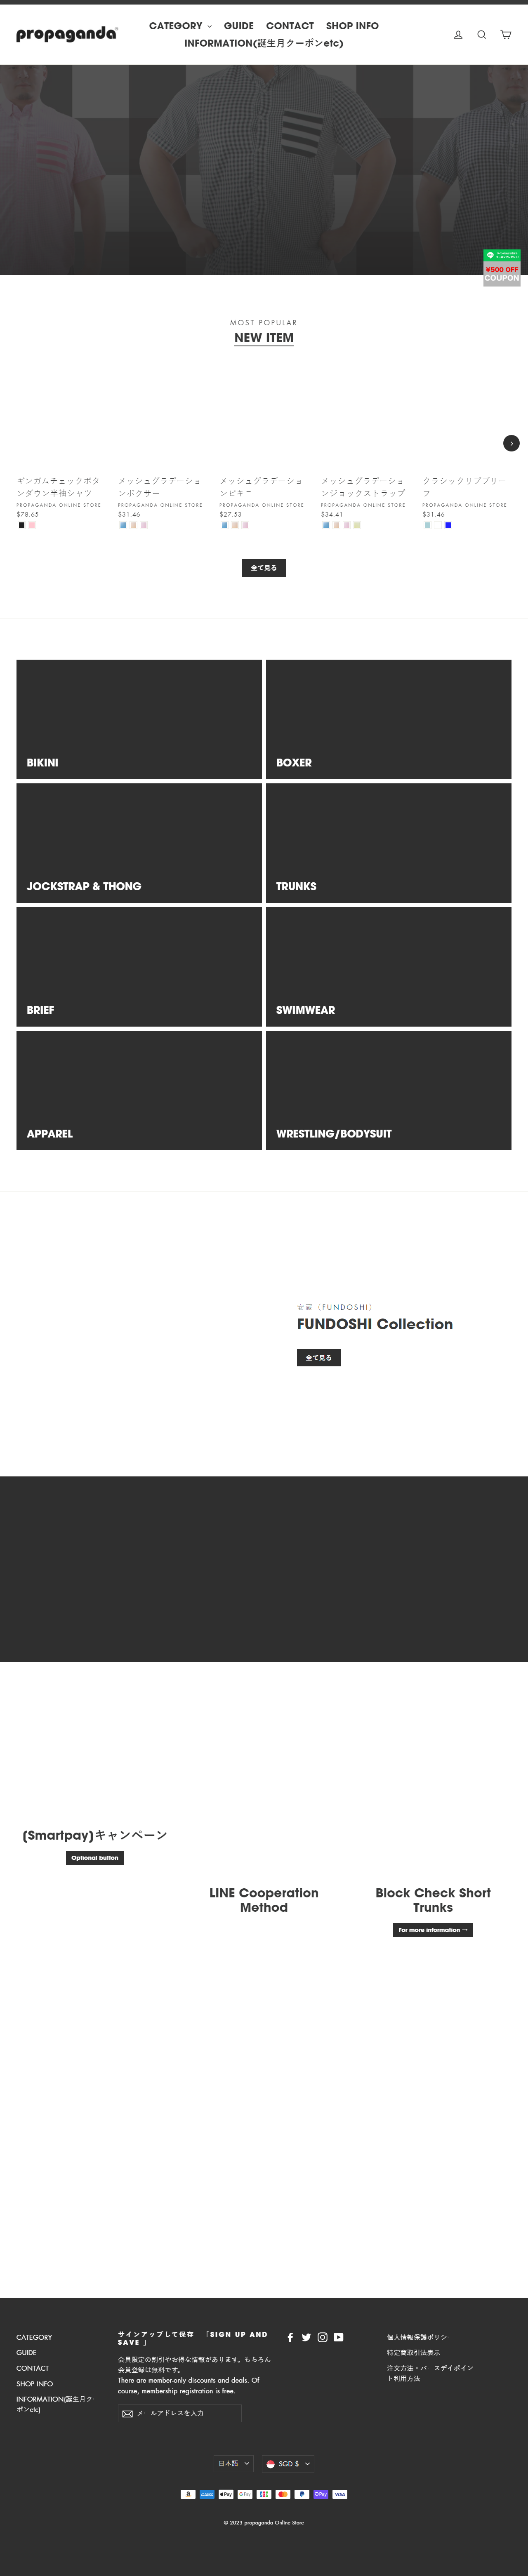 propaganda
CATEGORY
GUIDE
CONTACT
SHOP INFO
INFORMATION(誕生月クーポンetc)
¥500 OFF
COUPON
MOST POPULAR
NEW ITEM
ギンガムチェックボタ
ンダウン半袖シャツ
PROPAGANDA ONLINE STORE
$78.65
メッシュグラデーショ
ンボクサー
PROPAGANDA ONLINE STORE
$31.46
メッシュグラデーショ
ンビキニ
PROPAGANDA ONLINE STORE
$27.53
メッシュグラデーショ
ンジョックストラップ
PROPAGANDA ONLINE STORE
$34.41
クラシックリブブリー
フ
PROPAGANDA ONLINE STORE
$31.46
全て見る
BIKINI
BOXER
JOCKSTRAP & THONG
TRUNKS
BRIEF
SWIMWEAR
APPAREL
WRESTLING/BODYSUIT
（FUNDOSHI）
FUNDOSHI Collection
全て見る
(Smartpay)キャンペーン
Optional button
LINE Cooperation
Method
Block Check Short
Trunks
For more information →
CATEGORY
GUIDE
CONTACT
SHOP INFO
INFORMATION(誕生月クー
ポンetc)
サインアップして保存　「SIGN UP AND
SAVE 」
会員限定の割引やお得な情報があります。もちろん
会員登録は無料です。
There are member-only discounts and deals. Of
course, membership registration is free.
メールアドレスを入力
個人情報保護ポリシー
特定商取引法表示
注文方法・バースデイポイン
ト利用方法
日本語
SGD $
© 2023 propaganda Online Store